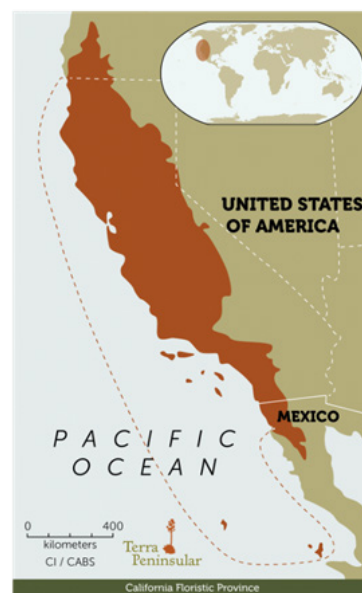 UNITED STATES
OF AMERICA
MEXICO
PACIFIC
OCEAN
0 400
kilometers
CI / CABS
Terra
Peninsular
California Floristic Province